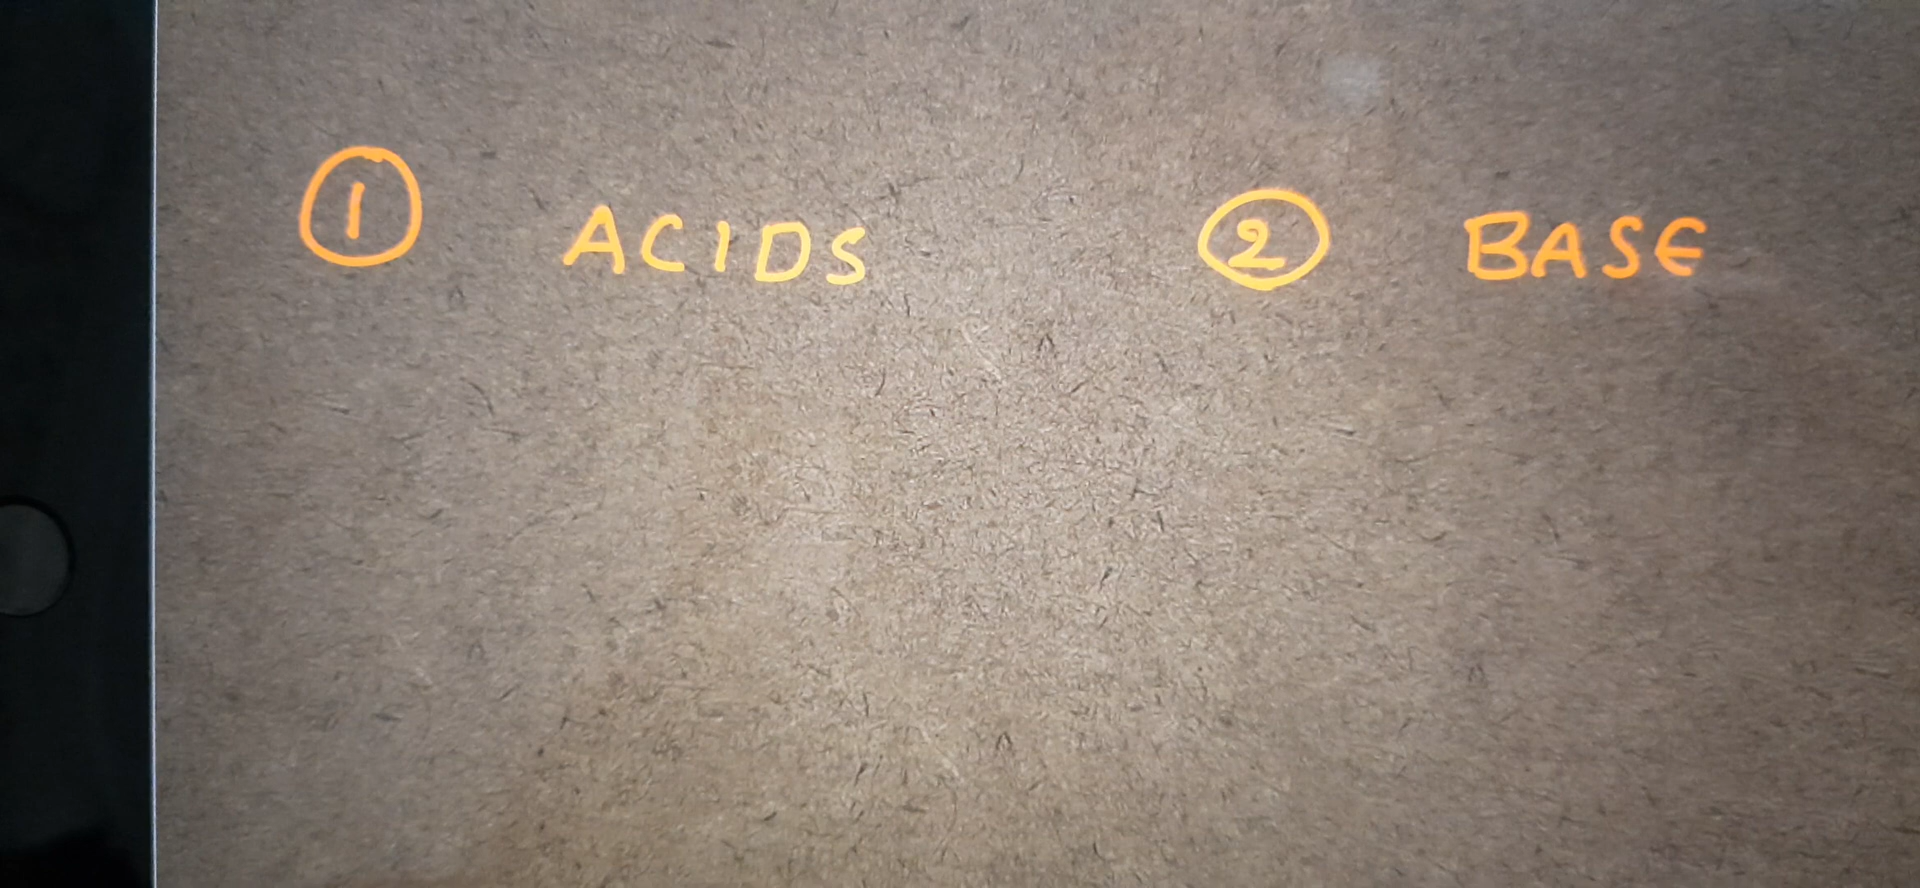 ① ACIDS ② BASE